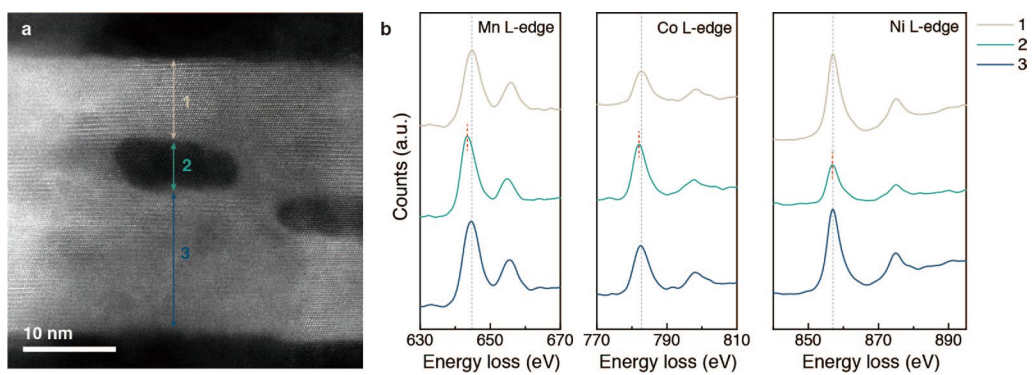 a
1
2
3
10 nm
b
Mn L-edge
Co L-edge
Ni L-edge
1
2
3
Counts (a.u.)
630 650 670
770 790 810
850 870 890
Energy loss (eV)
Energy loss (eV)
Energy loss (eV)